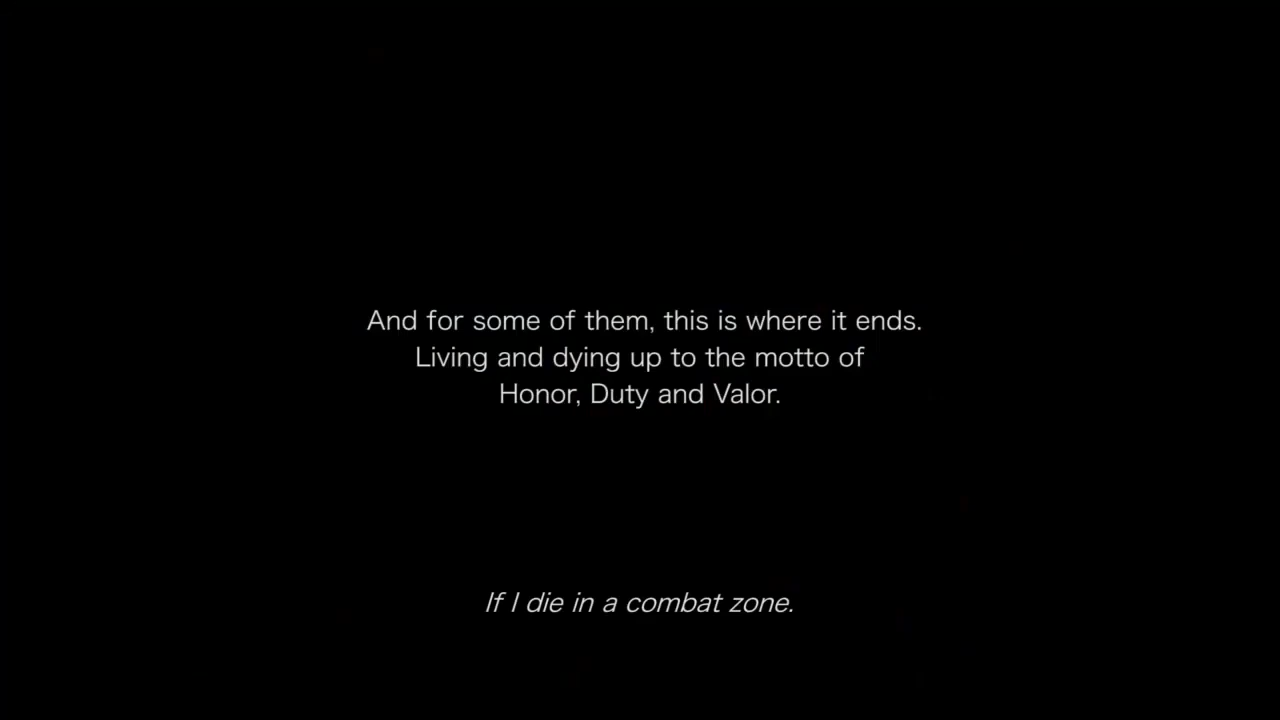 And for some of them, this is where it ends.
Living and dying up to the motto of
Honor, Duty and Valor.
If I die in a combat zone.